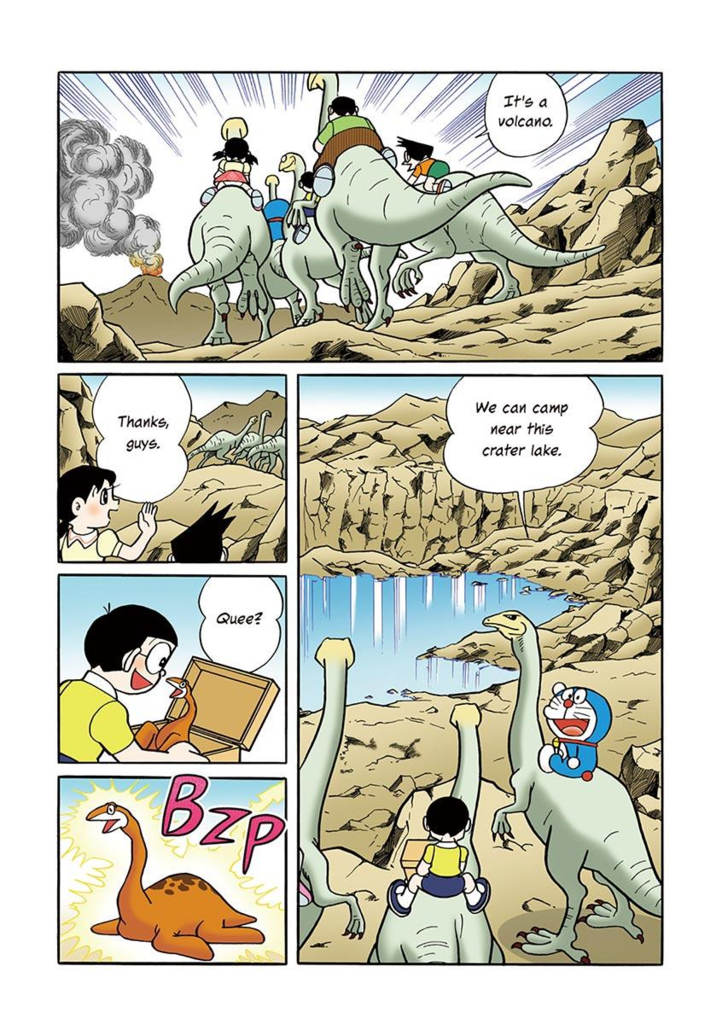 It's a
volcano.
We can camp
near this
crater lake.
Thanks,
guys.
Quee?
BZP